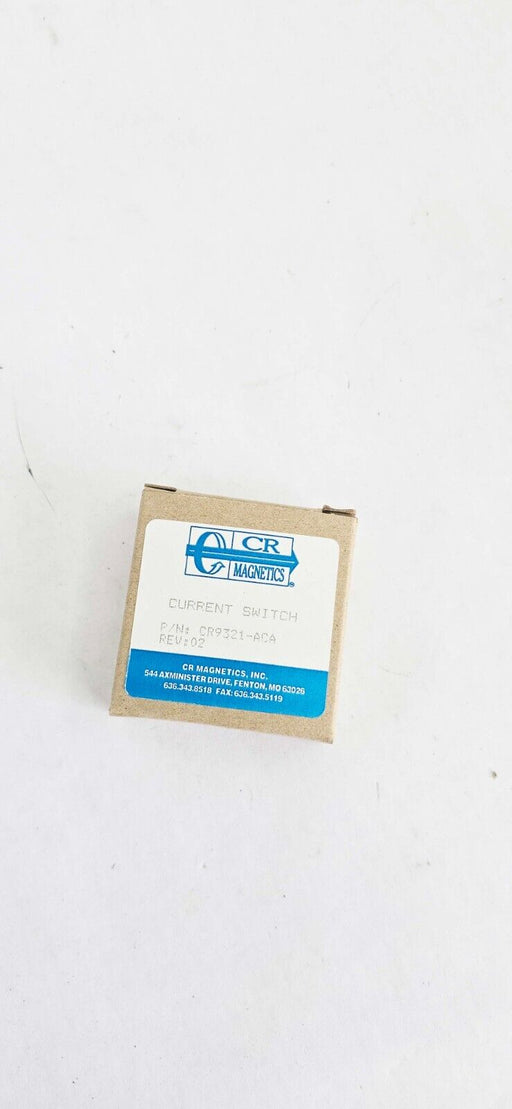 CR
MAGNETICS
CURRENT SWITCH
P/N: CR9321-ACA
REV:02
CR MAGNETICS, INC.
544 AXMINISTER DRIVE, FENTON, MO 63026
636.343.8518 FAX: 636.343.5119